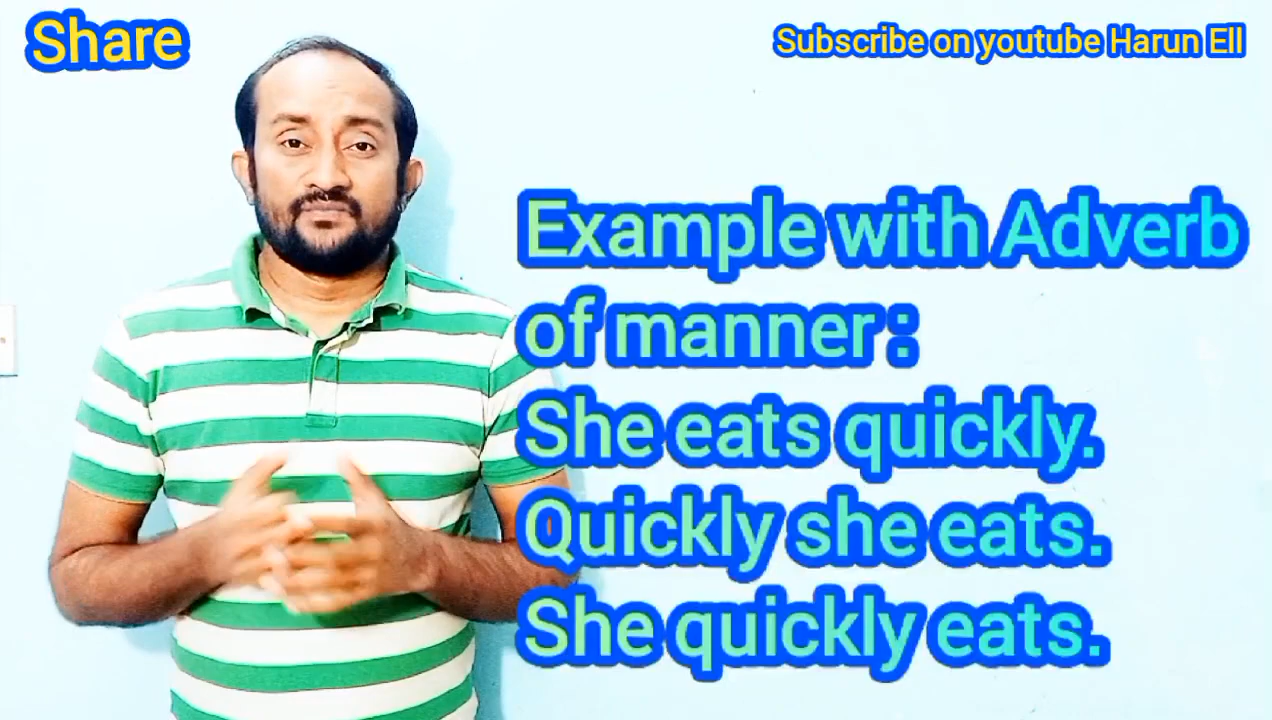 Share
Subscribe on youtube Harun Ell
Example with Adverb
of manner :
She eats quickly.
Quickly she eats.
She quickly eats.